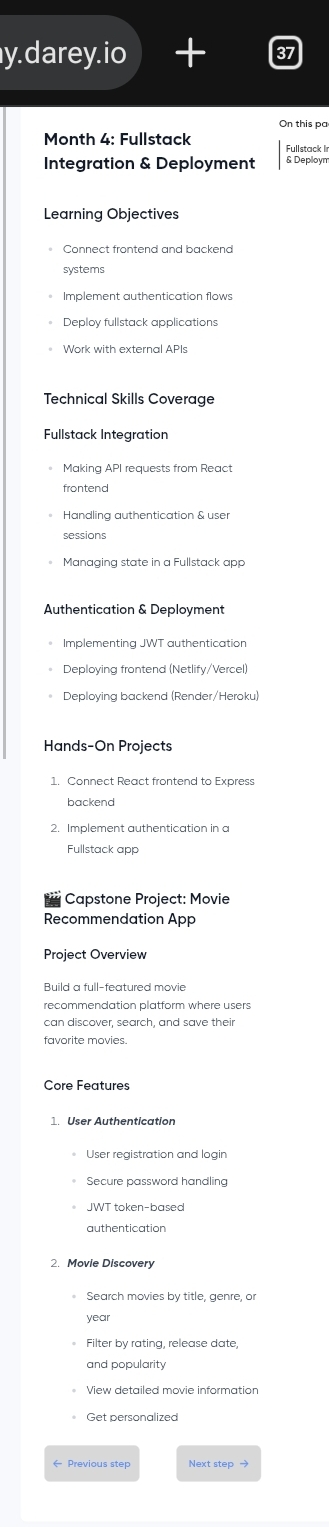 ny.darey.io
37
On this pa
Month 4: Fullstack
Integration & Deployment
Fullstack In
& Deploym
Learning Objectives
Connect frontend and backend
systems
Implement authentication flows
Deploy fullstack applications
Work with external APIs
Technical Skills Coverage
Fullstack Integration
Making API requests from React
frontend
Handling authentication & user
sessions
Managing state in a Fullstack app
Authentication & Deployment
Implementing JWT authentication
Deploying frontend (Netlify/Vercel)
Deploying backend (Render/Heroku)
Hands-On Projects
1. Connect React frontend to Express
backend
2. Implement authentication in a
Fullstack app
🎬 Capstone Project: Movie
Recommendation App
Project Overview
Build a full-featured movie
recommendation platform where users
can discover, search, and save their
favorite movies.
Core Features
1. User Authentication
User registration and login
Secure password handling
JWT token-based
authentication
2. Movie Discovery
Search movies by title, genre, or
year
Filter by rating, release date,
and popularity
View detailed movie information
Get personalized
← Previous step
Next step →